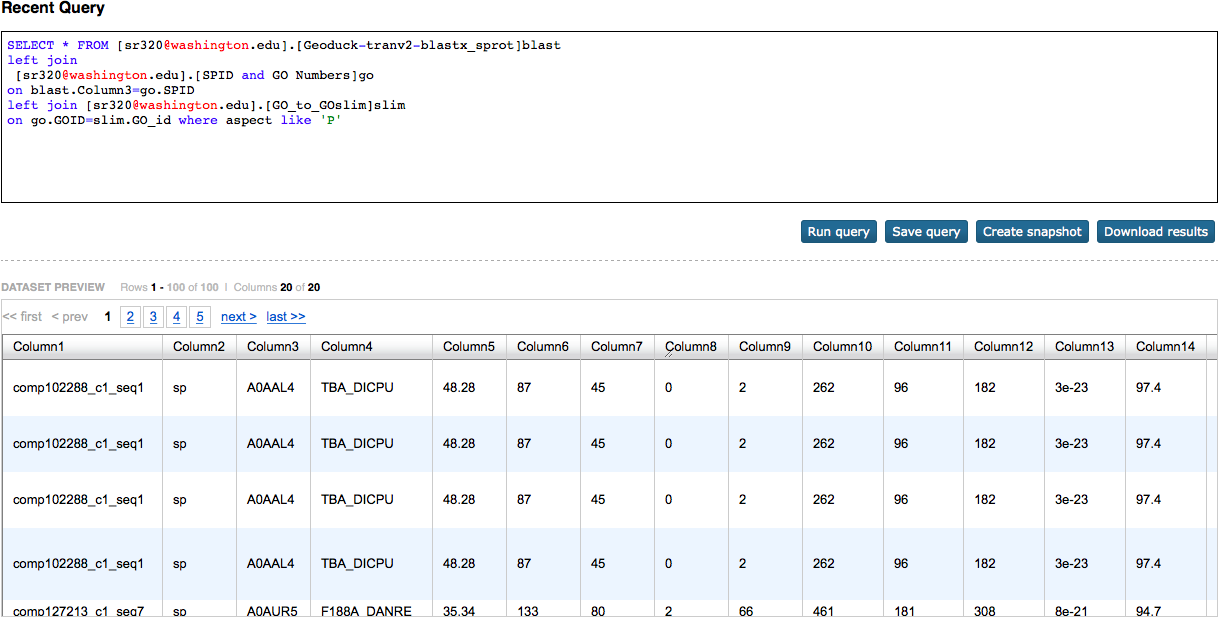 Recent Query
SELECT * FROM [sr320@washington.edu].[Geoduck-tranv2-blastx_sprot]blast
left join
[sr320@washington.edu].[SPID and GO Numbers]go
on blast.Column3=go.SPID
left join [sr320@washington.edu].[GO_to_GOslim]slim
on go.GOID=slim.GO_id where aspect like 'P'
Run query Save query Create snapshot Download results
DATASET PREVIEW Rows 1 - 100 of 100 | Columns 20 of 20
<< first < prev 1 2 3 4 5 next > last >>
Column1 Column2 Column3 Column4 Column5 Column6 Column7 Column8 Column9 Column10 Column11 Column12 Column13 Column14
comp102288_c1_seq1 sp A0AAL4 TBA_DICPU 48.28 87 45 0 2 262 96 182 3e-23 97.4
comp102288_c1_seq1 sp A0AAL4 TBA_DICPU 48.28 87 45 0 2 262 96 182 3e-23 97.4
comp102288_c1_seq1 sp A0AAL4 TBA_DICPU 48.28 87 45 0 2 262 96 182 3e-23 97.4
comp102288_c1_seq1 sp A0AAL4 TBA_DICPU 48.28 87 45 0 2 262 96 182 3e-23 97.4
comp127213_c1_seq7 sp A0AUR5 F188A_DANRE 35.34 133 80 2 66 461 181 308 8e-21 94.7